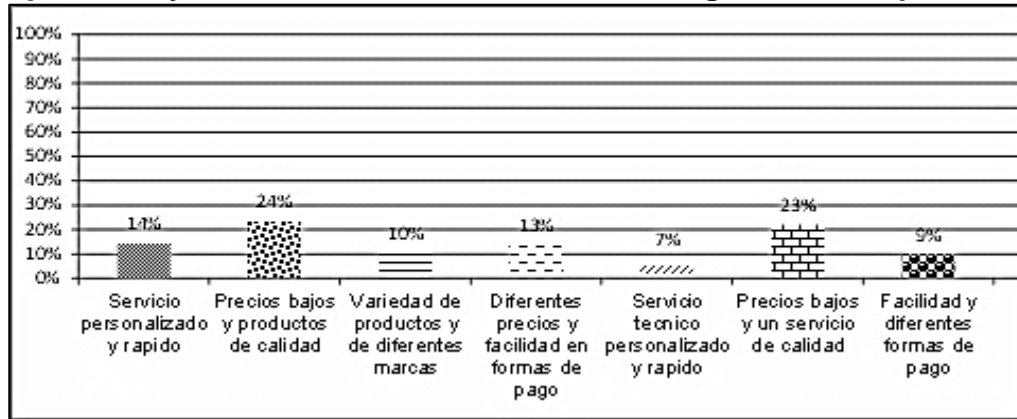 100%
90%
80%
70%
60%
50%
40%
30%
20%
10%
0%
14%
24%
10%
13%
7%
23%
9%
Servicio
personalizado
y rapido
Precios bajos
y productos
de calidad
Variedad de
productos y
de diferentes
marcas
Diferentes
precios y
facilidad en
formas de
pago
Servicio
tecnico
personalizado
y rapido
Precios bajos
y un servicio
de calidad
Facilidad y
diferentes
formas de
pago